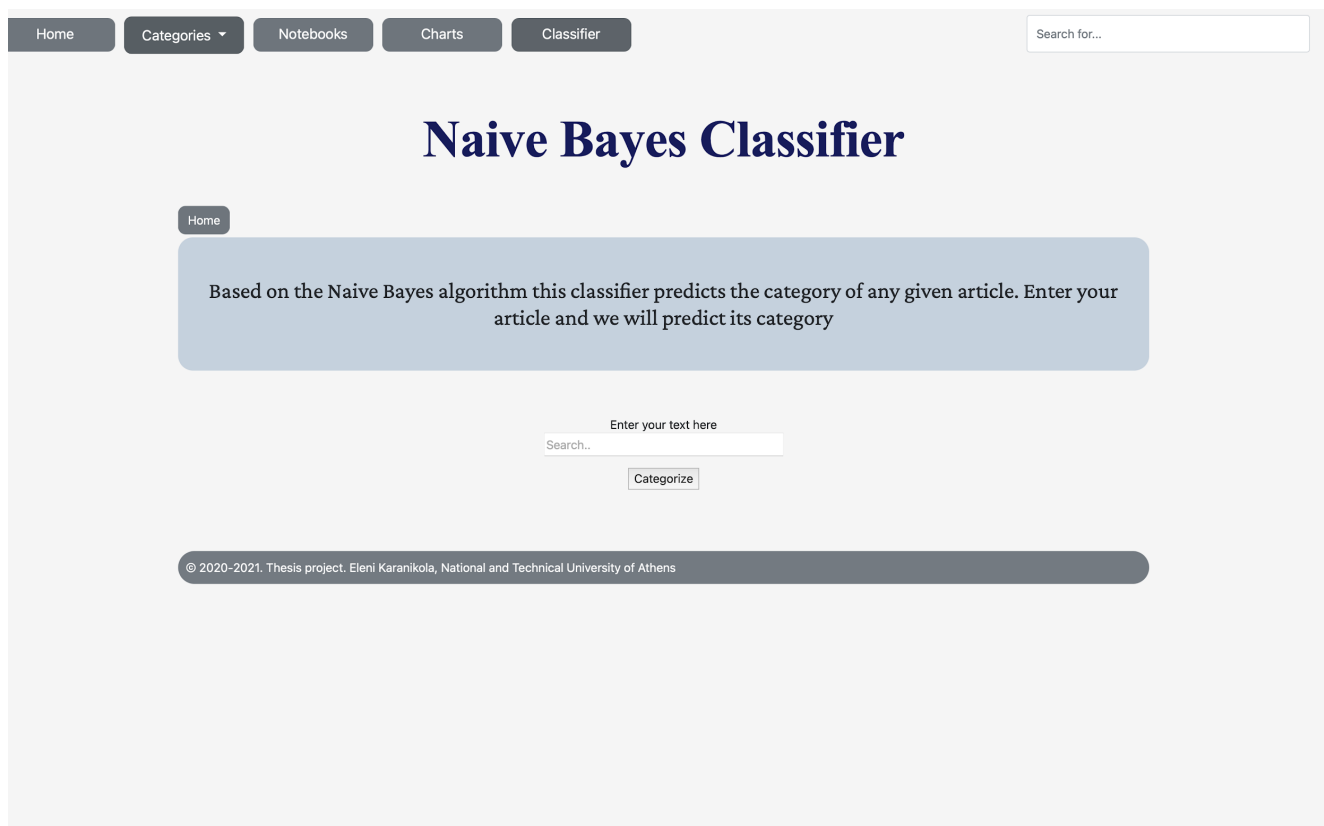 Home
Categories
Notebooks
Charts
Classifier
Search for...
Naive Bayes Classifier
Home
Based on the Naive Bayes algorithm this classifier predicts the category of any given article. Enter your
article and we will predict its category
Enter your text here
Search..
Categorize
© 2020-2021. Thesis project. Eleni Karanikola, National and Technical University of Athens